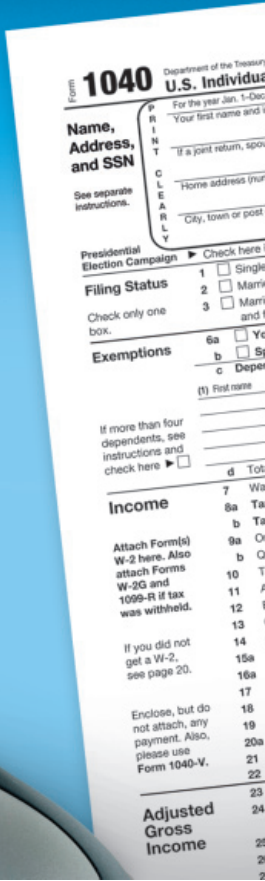 Form 1040 Department of the Treasury
U.S. Individua
Name,
Address,
and SSN
See separate
instructions.
PRINT CLEARLY
For the year Jan. 1–Dec
Your first name and i
If a joint return, spou
Home address (num
City, town or post
Presidential
Election Campaign ▶ Check here
Filing Status
Check only one
box.
1 Single
2 Marrie
3 Marri
and f
Exemptions
6a Yo
b Sp
c Depe
(1) First name
If more than four
dependents, see
instructions and
check here ▶
d Tot
Income
Attach Form(s)
W-2 here. Also
attach Forms
W-2G and
1099-R if tax
was withheld.
If you did not
get a W-2,
see page 20.
Enclose, but do
not attach, any
payment. Also,
please use
Form 1040-V.
7 Wa
8a Ta
b Ta
9a Or
b Q
10 T
11 A
12
13
14
15a
16a
17
18
19
20a
21
22
Adjusted
Gross
Income
23
24